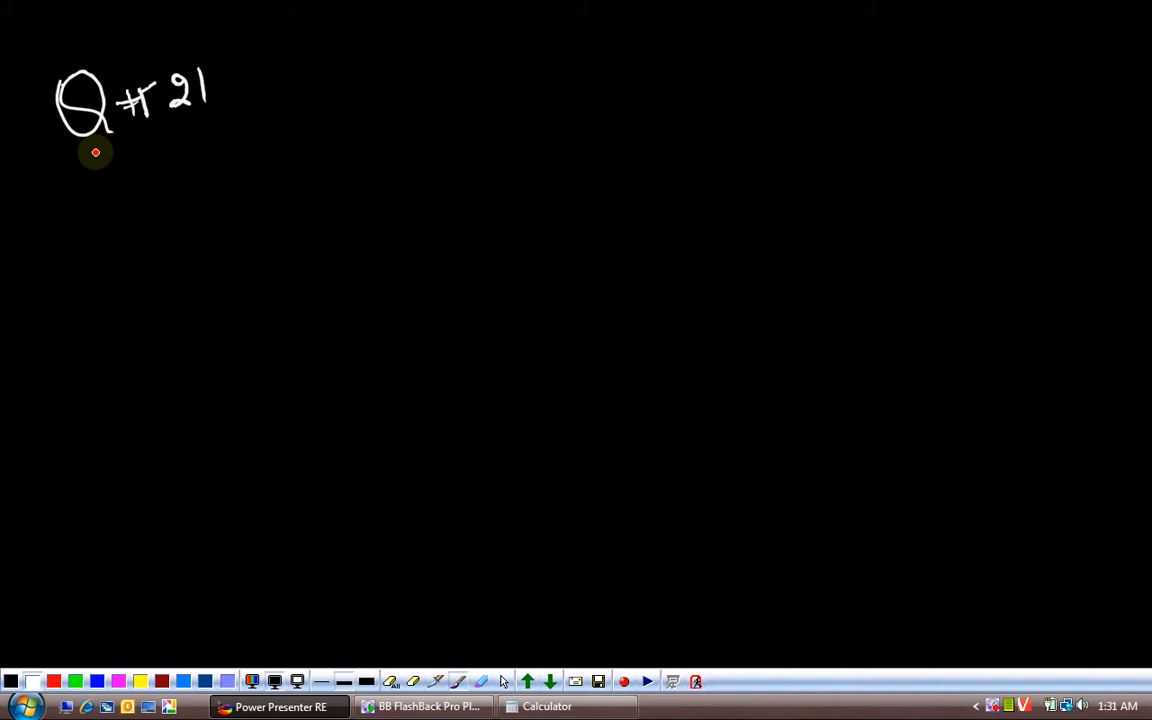 Q # 21
Power Presenter RE
BB FlashBack Pro Pl...
Calculator
1:31 AM